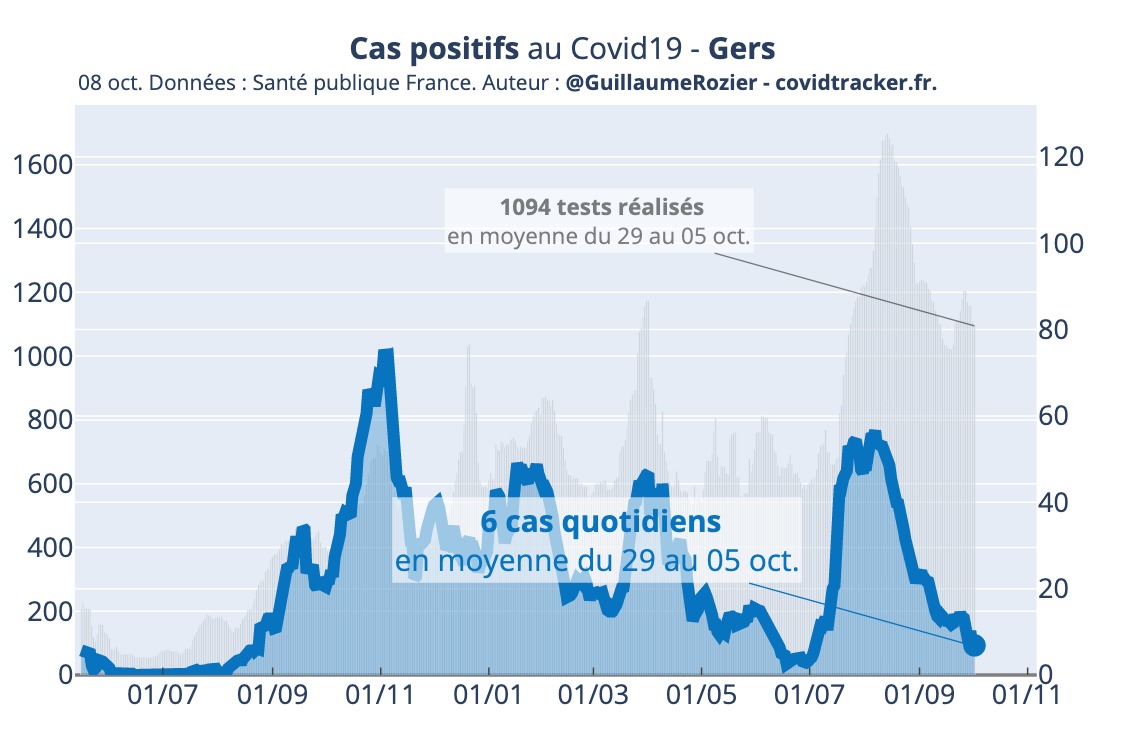 Cas positifs au Covid19 - Gers
08 oct. Données : Santé publique France. Auteur : @GuillaumeRozier - covidtracker.fr.
1600
1400
1200
1000
800
600
400
200
0
120
100
80
60
40
20
0
1094 tests réalisés
en moyenne du 29 au 05 oct.
6 cas quotidiens
en moyenne du 29 au 05 oct.
01/07 01/09 01/11 01/01 01/03 01/05 01/07 01/09 01/11